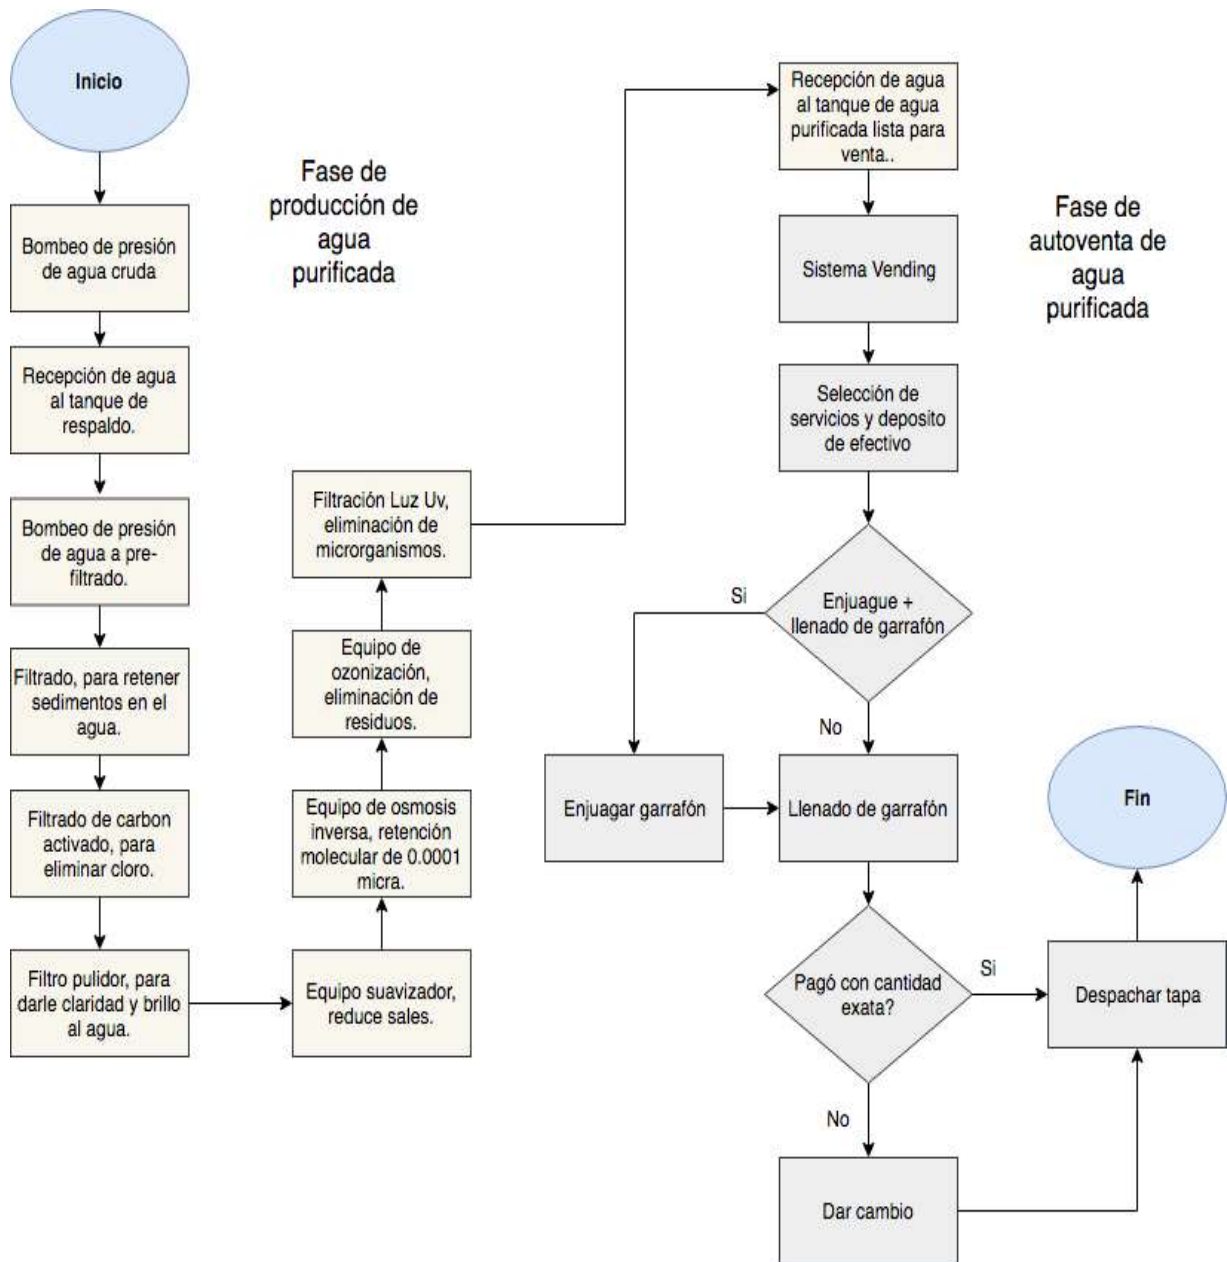 Inicio
Fase de
producción de
agua
purificada
Bombeo de presión
de agua cruda
Recepción de agua
al tanque de
respaldo.
Bombeo de presión
de agua a pre-
filtrado.
Filtrado, para retener
sedimentos en el
agua.
Filtrado de carbon
activado, para
eliminar cloro.
Filtro pulidor, para
darle claridad y brillo
al agua.
Equipo suavizador,
reduce sales.
Equipo de osmosis
inversa, retención
molecular de 0.0001
micra.
Equipo de
ozonización,
eliminación de
residuos.
Filtración Luz Uv,
eliminación de
microrganismos.
Recepción de agua
al tanque de agua
purificada lista para
venta..
Fase de
autoventa de
agua
purificada
Sistema Vending
Selección de
servicios y deposito
de efectivo
Enjuague +
llenado de garrafón
Si
No
Enjuagar garrafón
Llenado de garrafón
Pagó con cantidad
exata?
Si
No
Dar cambio
Despachar tapa
Fin